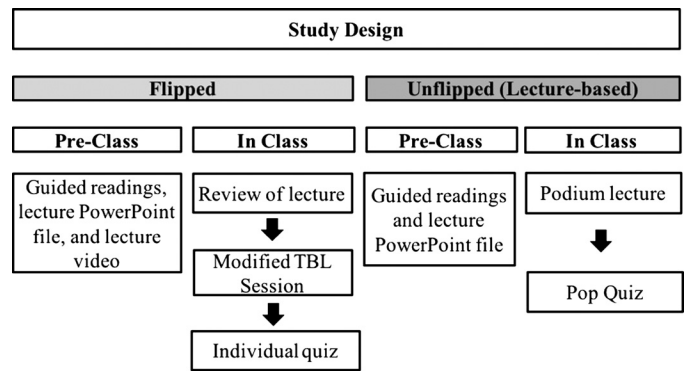 Study Design
Flipped
Unflipped (Lecture-based)
Pre-Class
In Class
Pre-Class
In Class
Guided readings,
lecture PowerPoint
file, and lecture
video
Review of lecture
Modified TBL
Session
Individual quiz
Guided readings
and lecture
PowerPoint file
Podium lecture
Pop Quiz